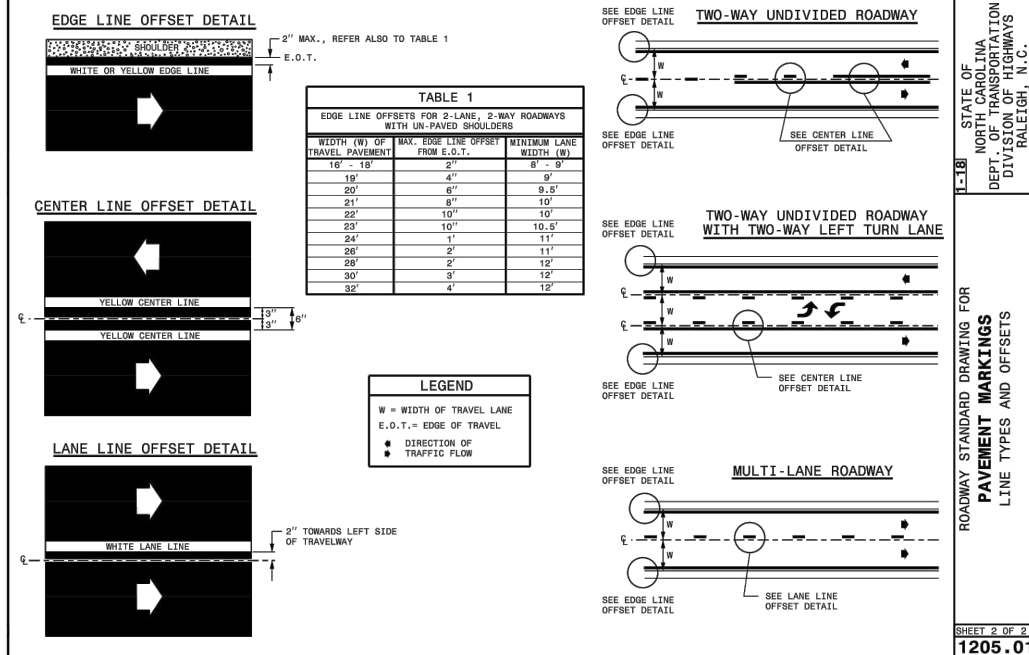 EDGE LINE OFFSET DETAIL
SHOULDER
2" MAX., REFER ALSO TO TABLE 1
E.O.T.
WHITE OR YELLOW EDGE LINE
TABLE 1
EDGE LINE OFFSETS FOR 2-LANE, 2-WAY ROADWAYS
WITH UN-PAVED SHOULDERS
WIDTH (W) OF TRAVEL PAVEMENT MAX. EDGE LINE OFFSET FROM E.O.T. MINIMUM LANE WIDTH (W)
16' - 18' 2" 8' - 9'
19' 4" 9'
20' 6" 9.5'
21' 8" 10'
22' 10" 10'
23' 10" 10.5'
24' 1' 11'
26' 2' 11'
28' 2' 12'
30' 3' 12'
32' 4' 12'
CENTER LINE OFFSET DETAIL
YELLOW CENTER LINE
℄
3"
3"
6"
YELLOW CENTER LINE
LEGEND
W = WIDTH OF TRAVEL LANE
E.O.T.= EDGE OF TRAVEL
DIRECTION OF
TRAFFIC FLOW
LANE LINE OFFSET DETAIL
WHITE LANE LINE
℄
2" TOWARDS LEFT SIDE
OF TRAVELWAY
SEE EDGE LINE
OFFSET DETAIL
TWO-WAY UNDIVIDED ROADWAY
W
℄
W
SEE EDGE LINE
OFFSET DETAIL
SEE CENTER LINE
OFFSET DETAIL
SEE EDGE LINE
OFFSET DETAIL
TWO-WAY UNDIVIDED ROADWAY
WITH TWO-WAY LEFT TURN LANE
W
℄
W
℄
W
SEE EDGE LINE
OFFSET DETAIL
SEE CENTER LINE
OFFSET DETAIL
SEE EDGE LINE
OFFSET DETAIL
MULTI-LANE ROADWAY
W
℄
W
SEE EDGE LINE
OFFSET DETAIL
SEE LANE LINE
OFFSET DETAIL
1-18
STATE OF
NORTH CAROLINA
DEPT. OF TRANSPORTATION
DIVISION OF HIGHWAYS
RALEIGH, N.C.
ROADWAY STANDARD DRAWING FOR
PAVEMENT MARKINGS
LINE TYPES AND OFFSETS
SHEET 2 OF 2
1205.01